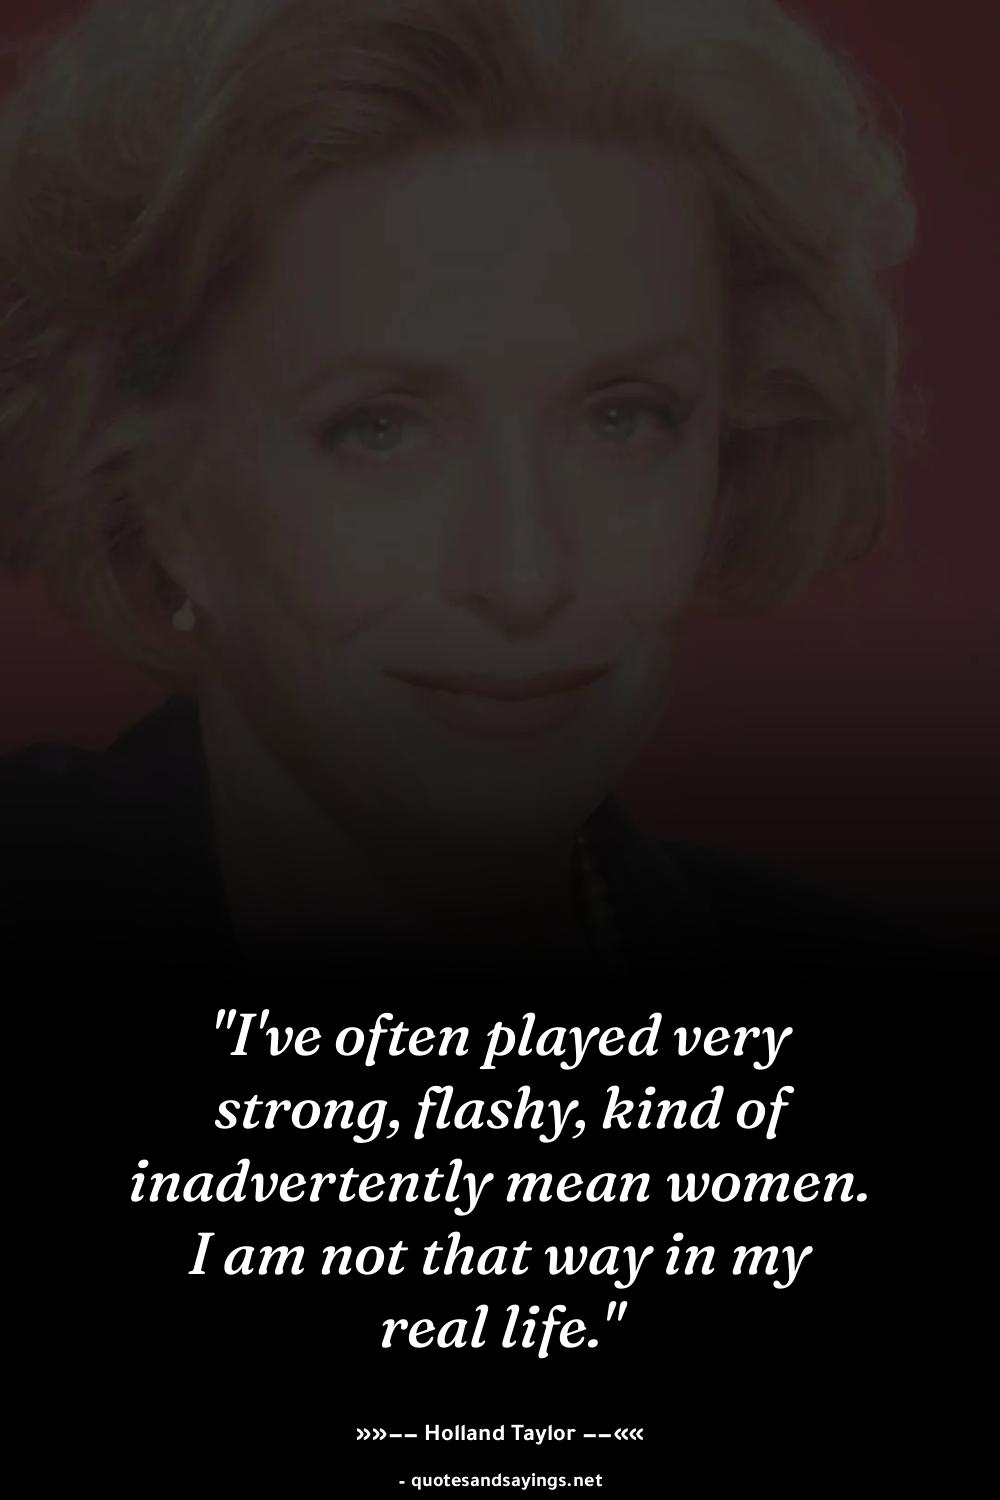 "I've often played very
strong, flashy, kind of
inadvertently mean women.
I am not that way in my
real life."
»»−− Holland Taylor −−««
- quotesandsayings.net